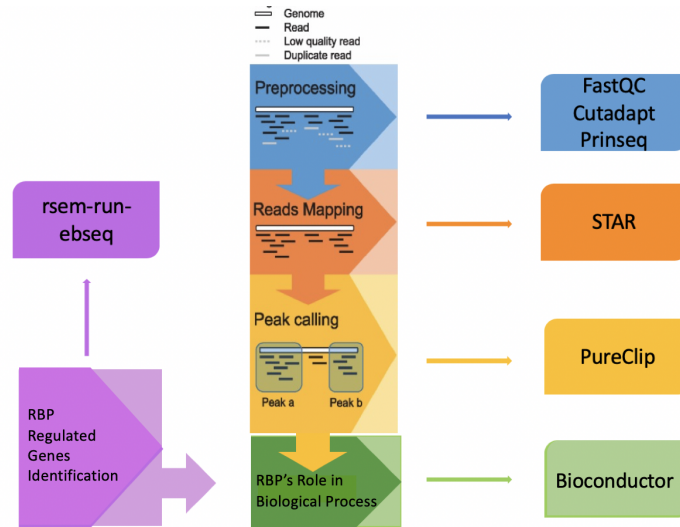 Genome
Read
Low quality read
Duplicate read
Preprocessing
FastQC
Cutadapt
Prinseq
Reads Mapping
STAR
rsem-run-
ebseq
Peak calling
Peak a
Peak b
PureClip
RBP
Regulated
Genes
Identification
RBP's Role in
Biological Process
Bioconductor